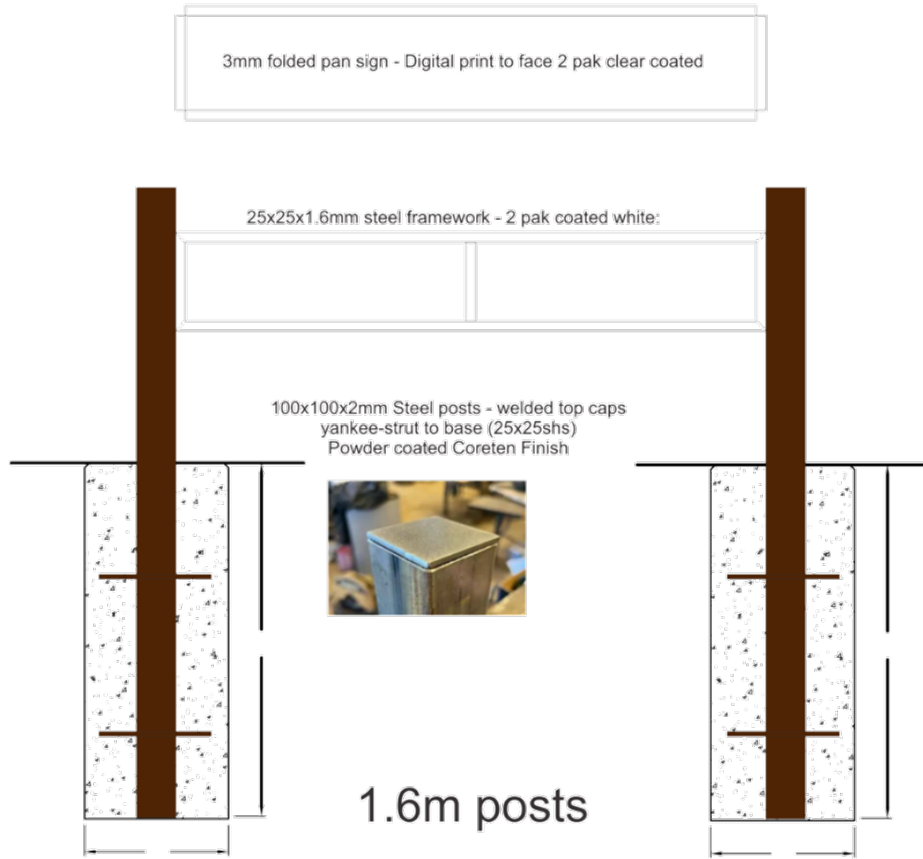 3mm folded pan sign - Digital print to face 2 pak clear coated
25x25x1.6mm steel framework - 2 pak coated white:
100x100x2mm Steel posts - welded top caps
yankee-strut to base (25x25shs)
Powder coated Coreten Finish
1.6m posts